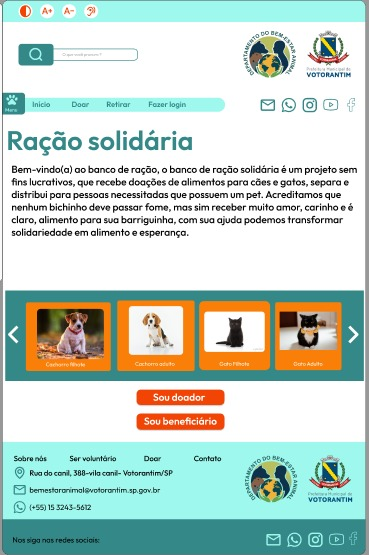 A+ A-
O que você procura ?
DEPARTAMENTO DO BEM-ESTAR ANIMAL
Prefeitura Municipal de
VOTORANTIM
Menu
Início Doar Retirar Fazer login
Ração solidária
Bem-vindo(a) ao banco de ração, o banco de ração solidária é um projeto sem
fins lucrativos, que recebe doações de alimentos para cães e gatos, separa e
distribui para pessoas necessitadas que possuem um pet. Acreditamos que
nenhum bichinho deve passar fome, mas sim receber muito amor, carinho e é
claro, alimento para sua barriguinha, com sua ajuda podemos transformar
solidariedade em alimento e esperança.
Cachorro filhote Cachorro adulto Gato Filhote Gato Adulto
Sou doador
Sou beneficiário
Sobre nós Ser voluntário Doar Contato
Rua do canil, 388-vila canil- Votorantim/SP
bemestaranimal@votorantim.sp.gov.br
(+55) 15 3243-5612
DEPARTAMENTO DO BEM-ESTAR ANIMAL
Prefeitura Municipal de
VOTORANTIM
Nos siga nas redes sociais: